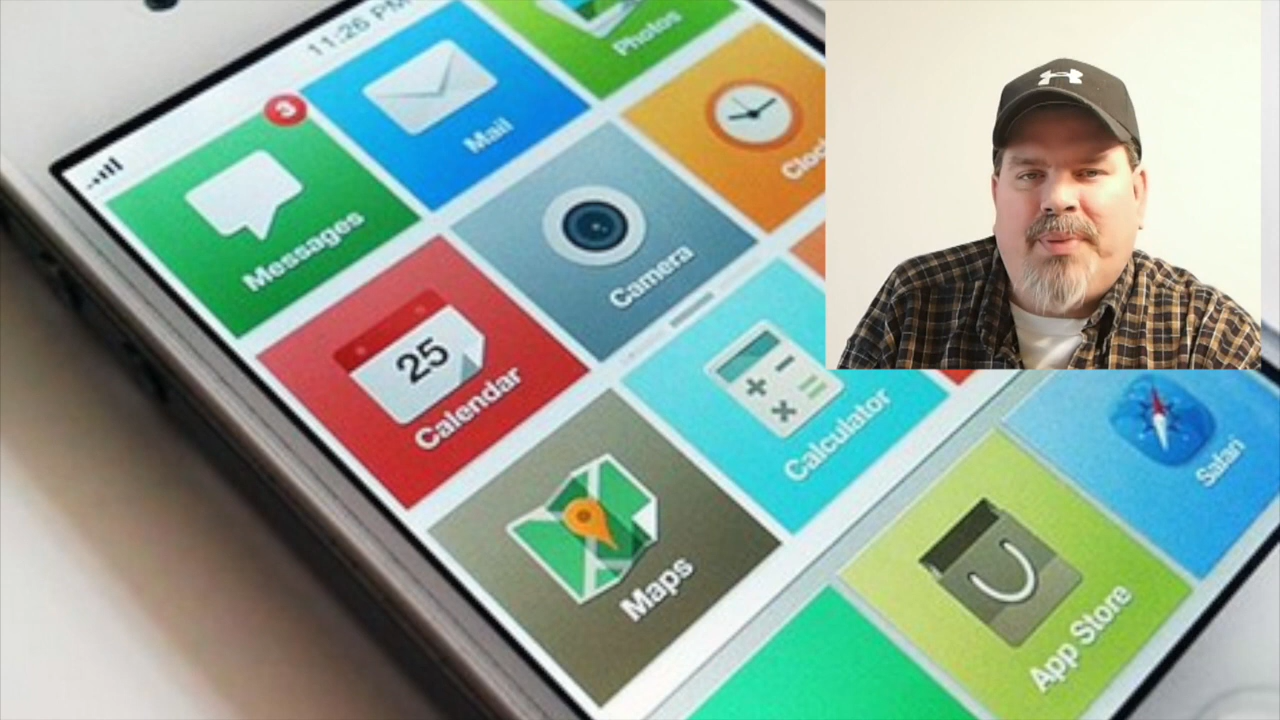 11:26 PM
Photos
Mail
3
Messages
Clock
Camera
25
Calendar
Calculator
Safari
Maps
App Store